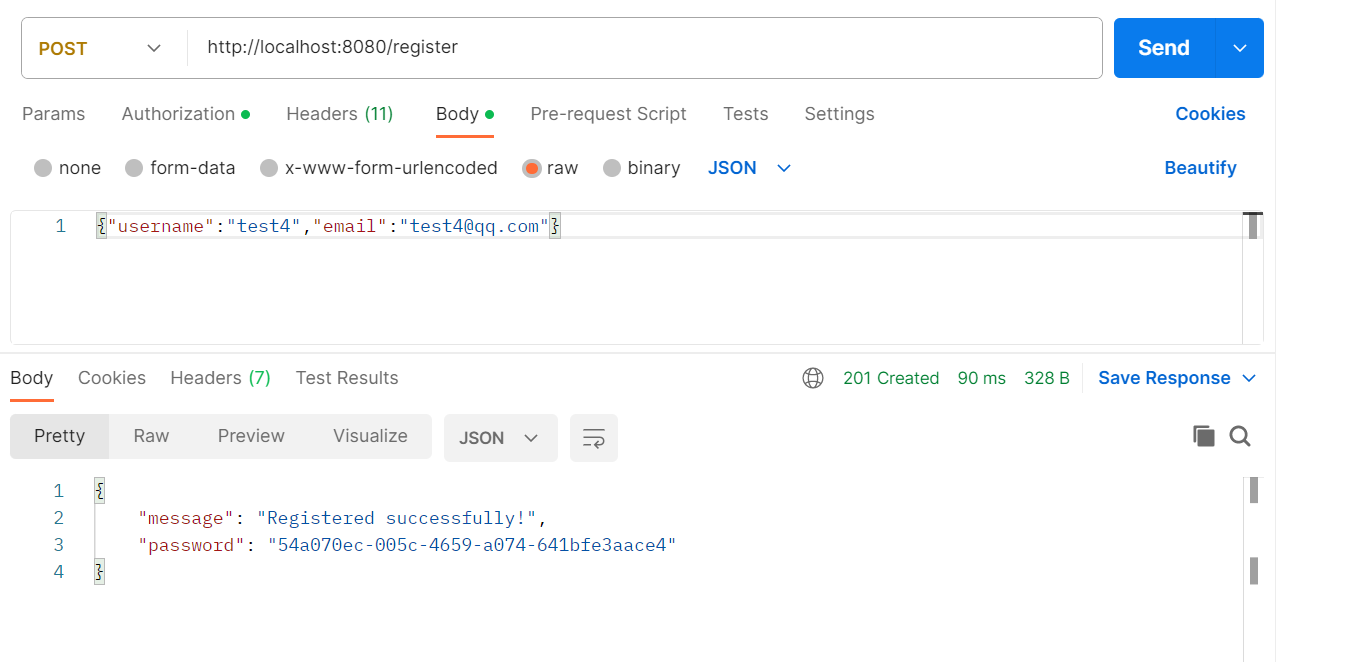 POST http://localhost:8080/register Send
Params Authorization Headers (11) Body Pre-request Script Tests Settings Cookies
none form-data x-www-form-urlencoded raw binary JSON Beautify
1 {"username":"test4","email":"test4@qq.com"}
Body Cookies Headers (7) Test Results 201 Created 90 ms 328 B Save Response
Pretty Raw Preview Visualize JSON
1 {
2 "message": "Registered successfully!",
3 "password": "54a070ec-005c-4659-a074-641bfe3aace4"
4 }